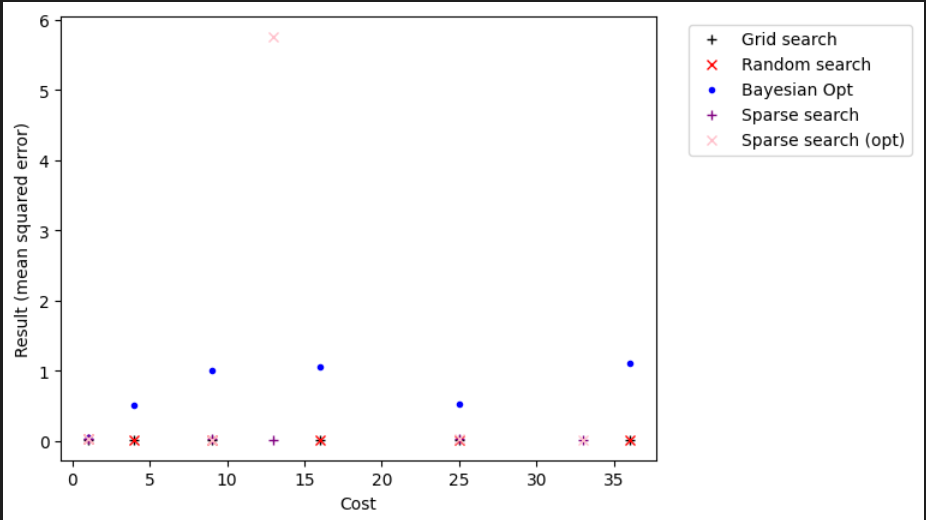 6
5
4
3
2
1
0
Result (mean squared error)
0 5 10 15 20 25 30 35
Cost
Grid search
Random search
Bayesian Opt
Sparse search
Sparse search (opt)